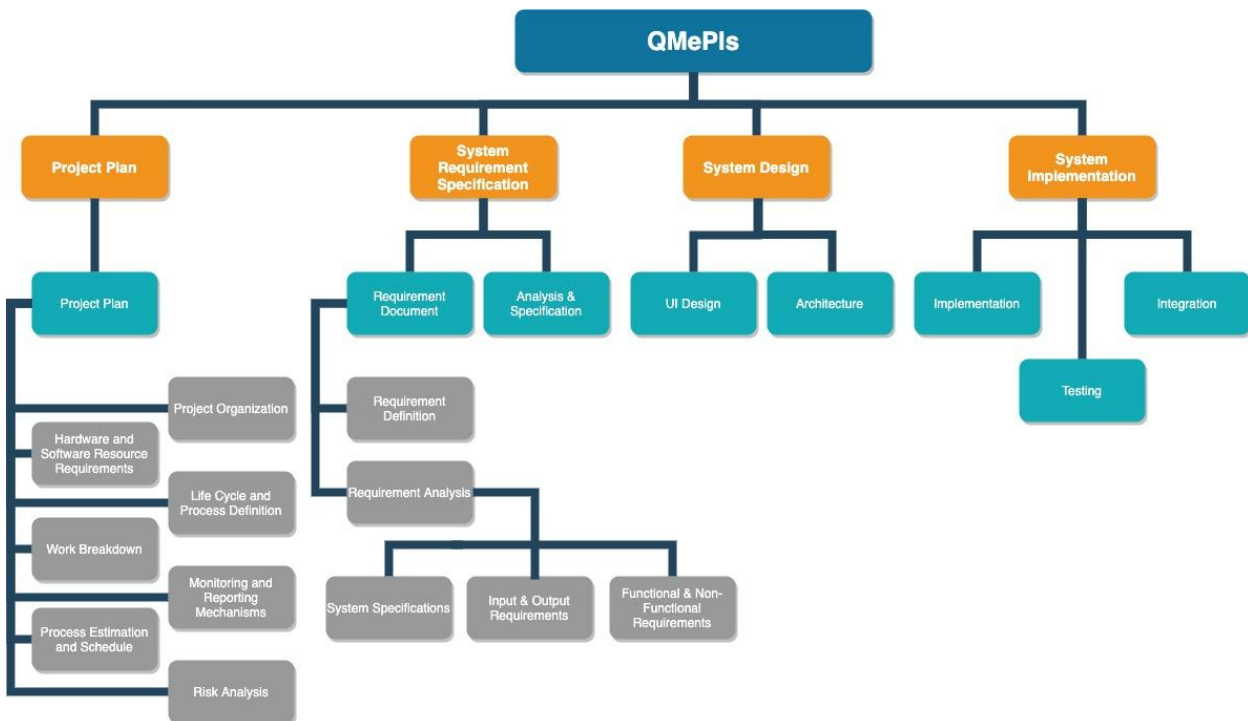 QMePIs
Project Plan
System
Requirement
Specification
System Design
System
Implementation
Project Plan
Requirement
Document
Analysis &
Specification
UI Design
Architecture
Implementation
Integration
Testing
Project Organization
Hardware and
Software Resource
Requirements
Life Cycle and
Process Definition
Work Breakdown
Monitoring and
Reporting
Mechanisms
Process Estimation
and Schedule
Risk Analysis
Requirement
Definition
Requirement Analysis
System Specifications
Input & Output
Requirements
Functional & Non-
Functional
Requirements